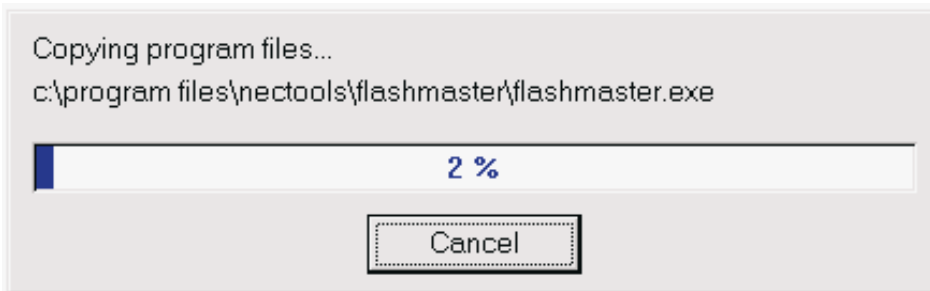 Copying program files...
c:\program files\nectools\flashmaster\flashmaster.exe
2 %
Cancel